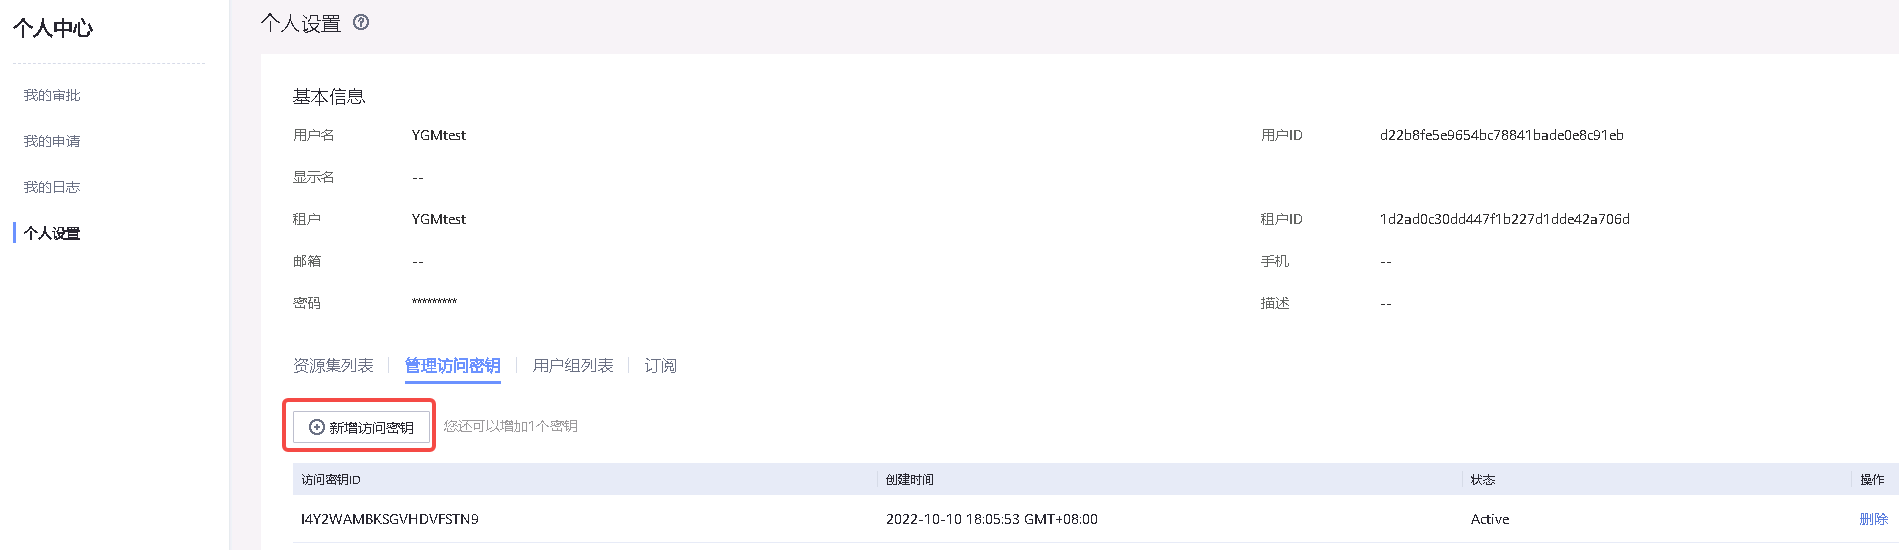 个人中心
我的审批
我的申请
我的日志
个人设置
个人设置 ?
基本信息
用户名 YGMtest 用户ID d22b8fe5e9654bc78841bade0e8c91eb
显示名 --
租户 YGMtest 租户ID 1d2ad0c30dd447f1b227d1dde42a706d
邮箱 -- 手机 --
密码 ********* 描述 --
资源集列表 管理访问密钥 用户组列表 订阅
新增访问密钥 您还可以增加1个密钥
访问密钥ID 创建时间 状态 操作
I4Y2WAMBKSGVHDVFSTN9 2022-10-10 18:05:53 GMT+08:00 Active 删除